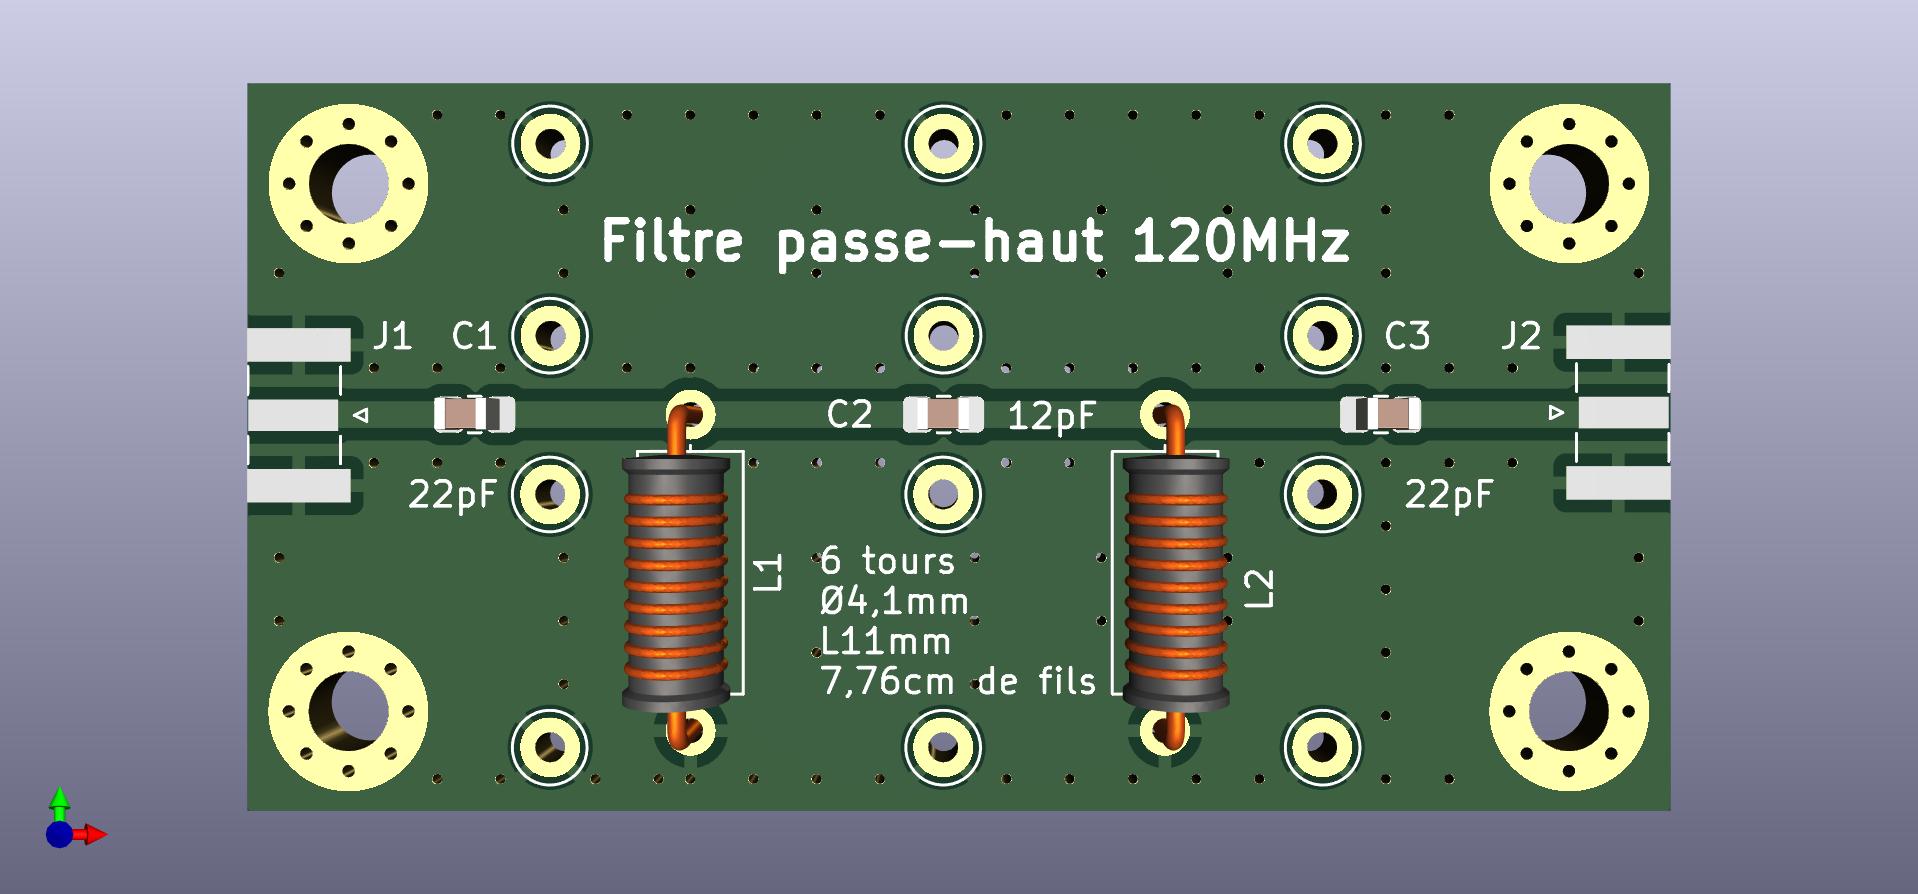 Filtre passe-haut 120MHz
J1 C1 C3 J2
C2 12pF
22pF 22pF
L1 L2
6 tours
Ø4,1mm
L11mm
7,76cm de fils